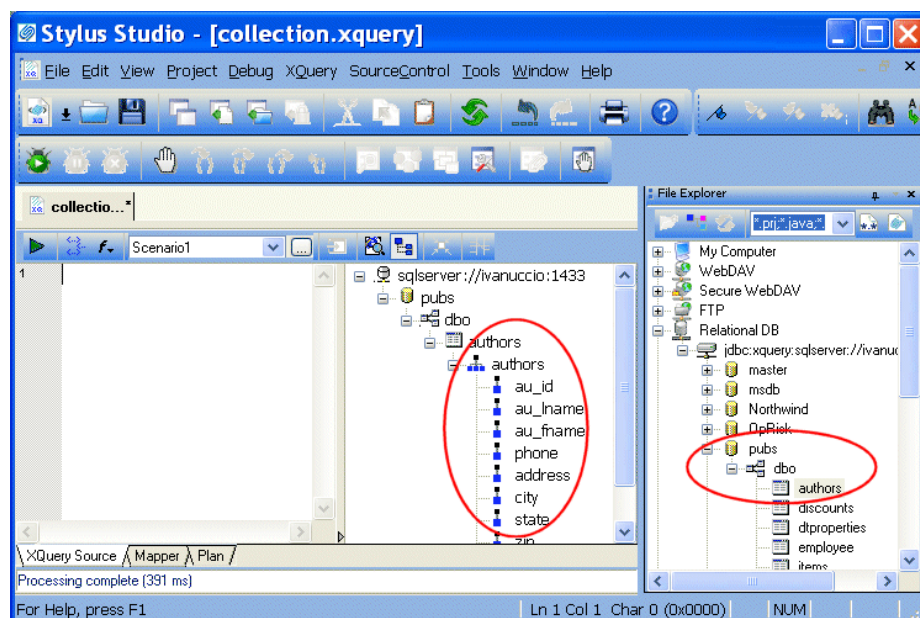 Stylus Studio - [collection.xquery]
File Edit View Project Debug XQuery SourceControl Tools Window Help
collectio...*
Scenario1
1
sqlserver://ivanuccio:1433
pubs
dbo
authors
authors
au_id
au_lname
au_fname
phone
address
city
state
zip
XQuery Source Mapper Plan
Processing complete (391 ms)
File Explorer
*.prj;*.java;*
My Computer
WebDAV
Secure WebDAV
FTP
Relational DB
jdbc:xquery:sqlserver://ivanuc
master
msdb
Northwind
OpRisk
pubs
dbo
authors
discounts
dtproperties
employee
items
For Help, press F1
Ln 1 Col 1 Char 0 (0x0000) NUM